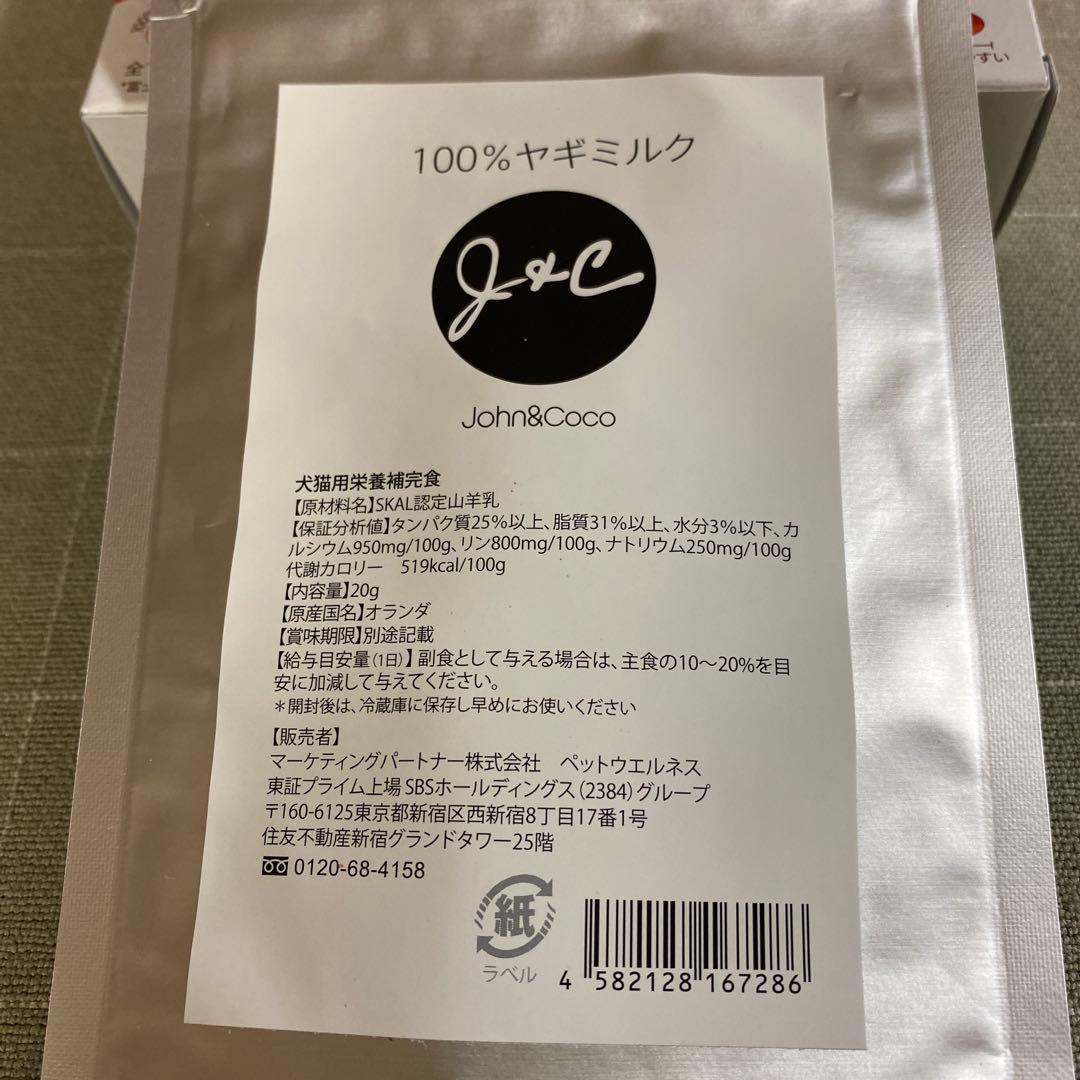 全
すい
100%ヤギミルク
J&C
John&Coco
犬猫用栄養補完食
【原材料名】SKAL認定山羊乳
【保証分析値】タンパク質25%以上、脂質31%以上、水分3%以下、カ
ルシウム950mg/100g、リン800mg/100g、ナトリウム250mg/100g
代謝カロリー 519kcal/100g
【内容量】20g
【原産国名】オランダ
【賞味期限】別途記載
【給与目安量(1日)】副食として与える場合は、主食の10〜20%を目
安に加減して与えてください。
*開封後は、冷蔵庫に保存し早めにお使いください
【販売者】
マーケティングパートナー株式会社 ペットウエルネス
東証プライム上場 SBSホールディングス(2384)グループ
〒160-6125東京都新宿区西新宿8丁目17番1号
住友不動産新宿グランドタワー25階
0120-68-4158
紙
ラベル
4 582128 167286